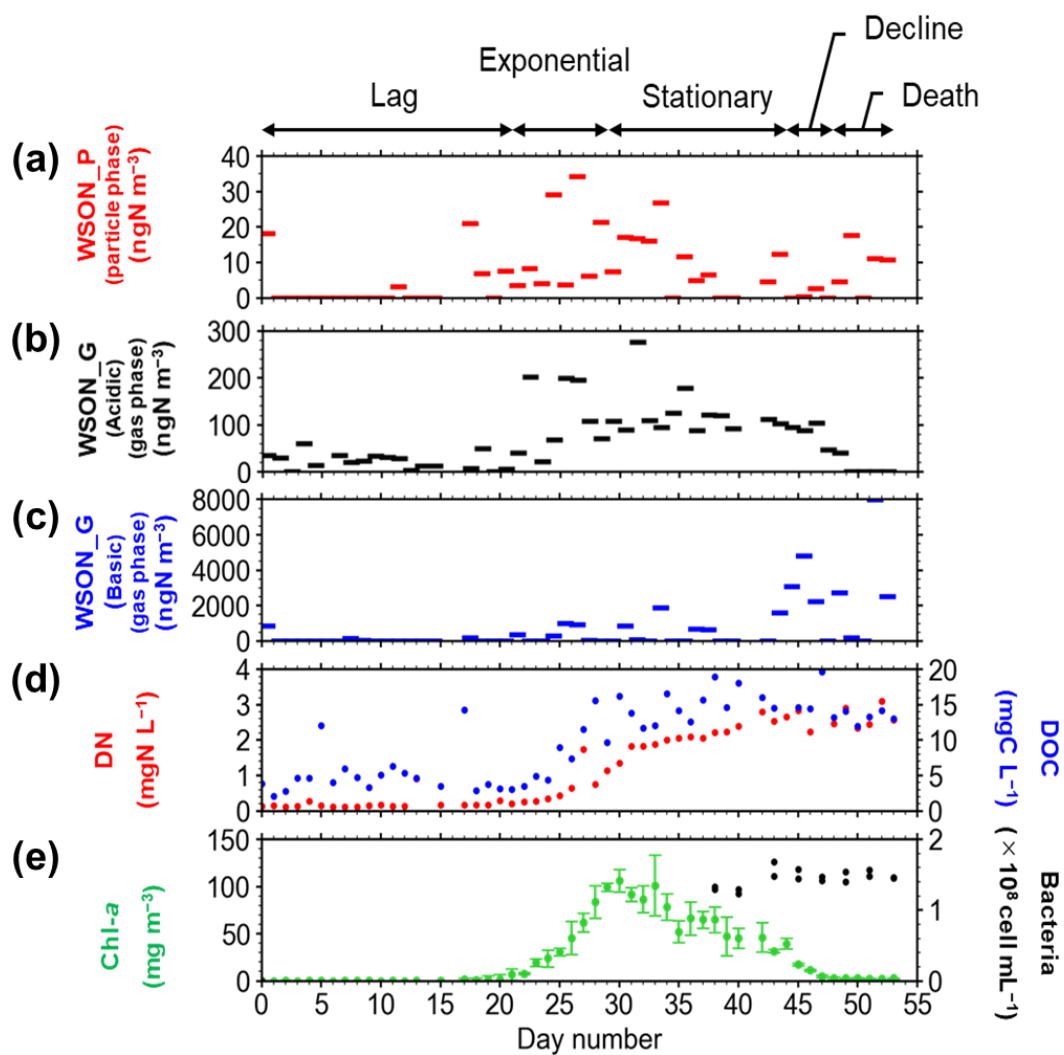 Decline
Exponential
Lag
Stationary
Death
(a)
WSON_P
(particle phase)
(ngN m⁻³)
40
30
20
10
0
(b)
WSON_G
(Acidic)
(gas phase)
(ngN m⁻³)
300
200
100
0
(c)
WSON_G
(Basic)
(gas phase)
(ngN m⁻³)
8000
6000
4000
2000
0
(d)
DN
(mgN L⁻¹)
4
3
2
1
0
20
15
10
5
0
DOC
(mgC L⁻¹)
(e)
Chl-a
(mg m⁻³)
150
100
50
0
2
1
0
Bacteria
(×10⁸ cell mL⁻¹)
0 5 10 15 20 25 30 35 40 45 50 55
Day number